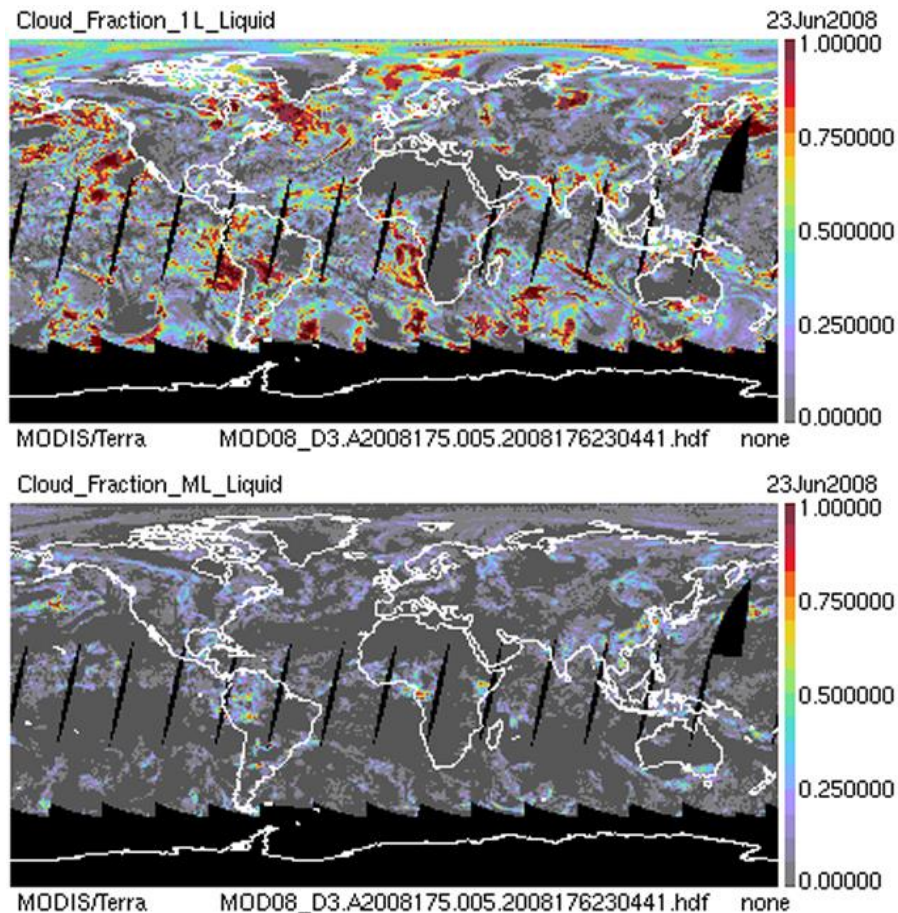 Cloud_Fraction_1L_Liquid 23Jun2008
1.00000
0.750000
0.500000
0.250000
0.00000
MODIS/Terra MOD08_D3.A2008175.005.2008176230441.hdf none
Cloud_Fraction_ML_Liquid 23Jun2008
1.00000
0.750000
0.500000
0.250000
0.00000
MODIS/Terra MOD08_D3.A2008175.005.2008176230441.hdf none